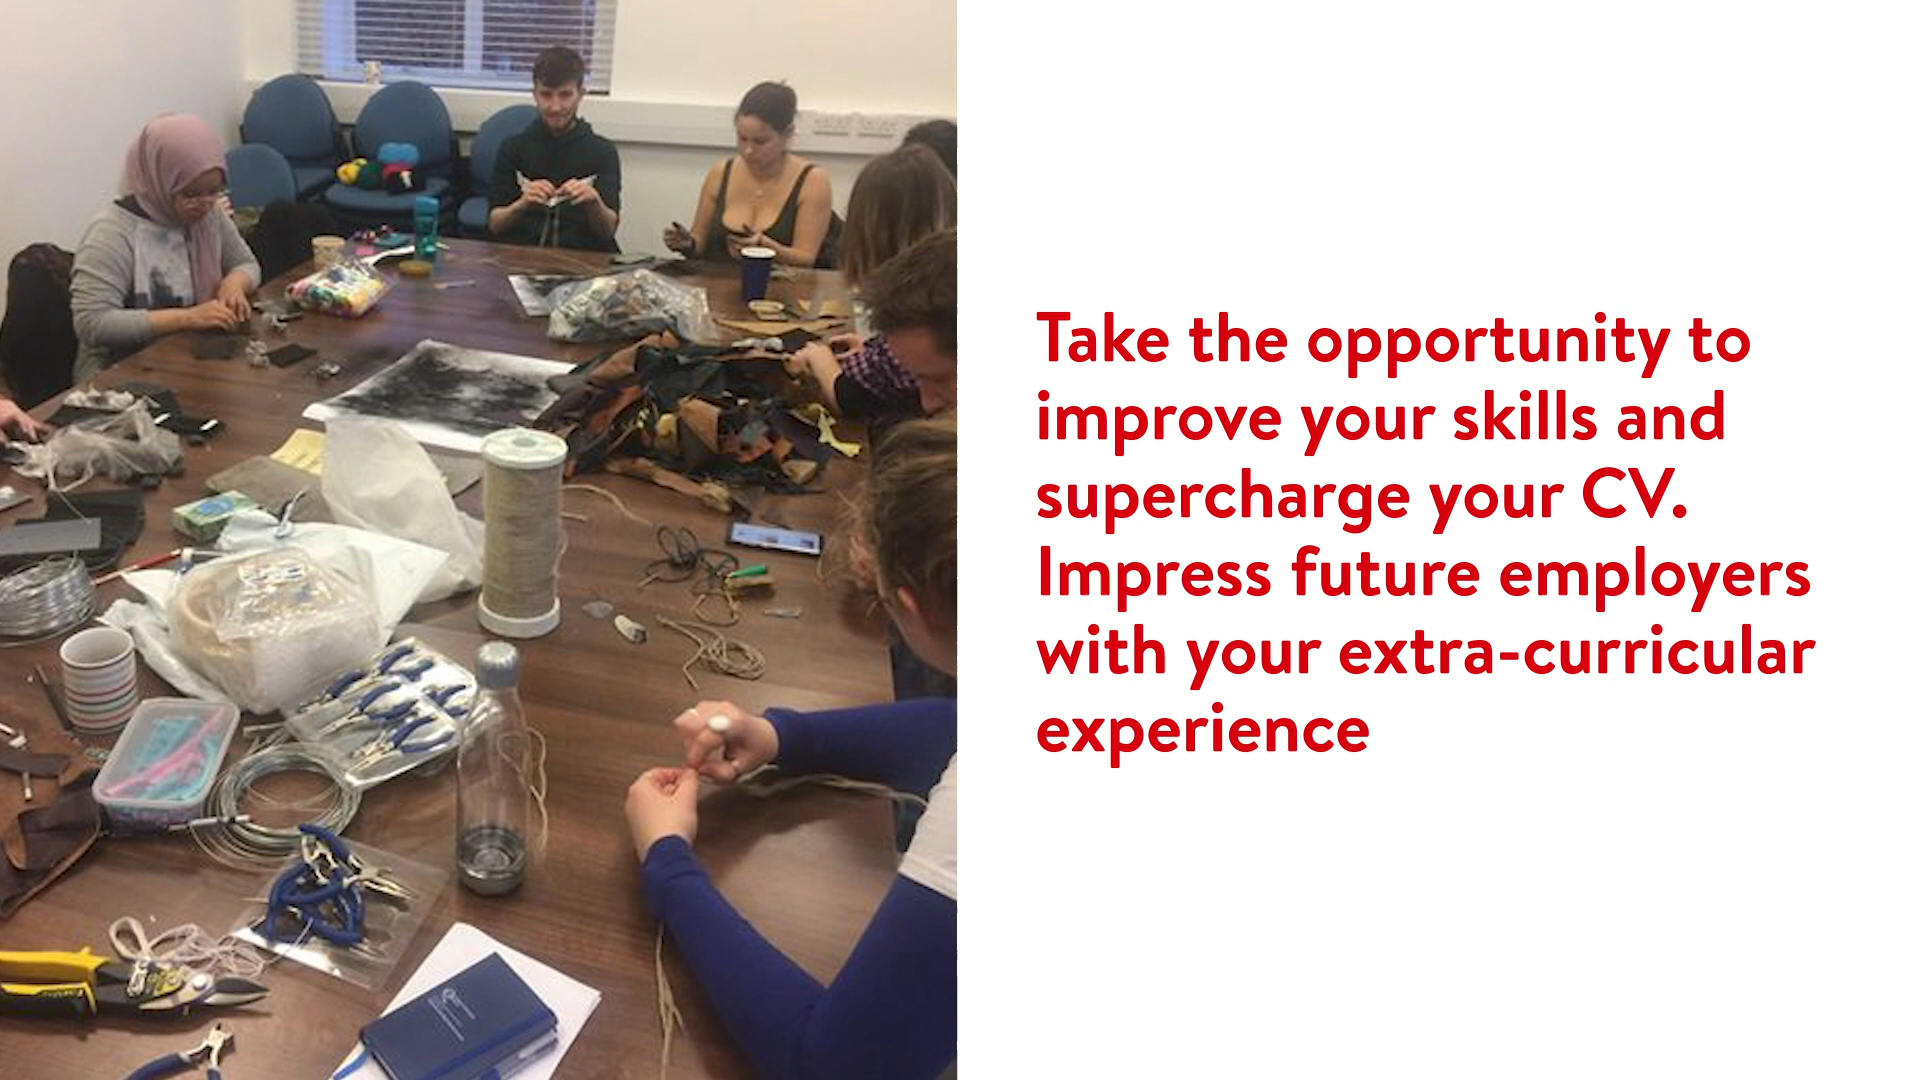 Take the opportunity to
improve your skills and
supercharge your CV.
Impress future employers
with your extra-curricular
experience